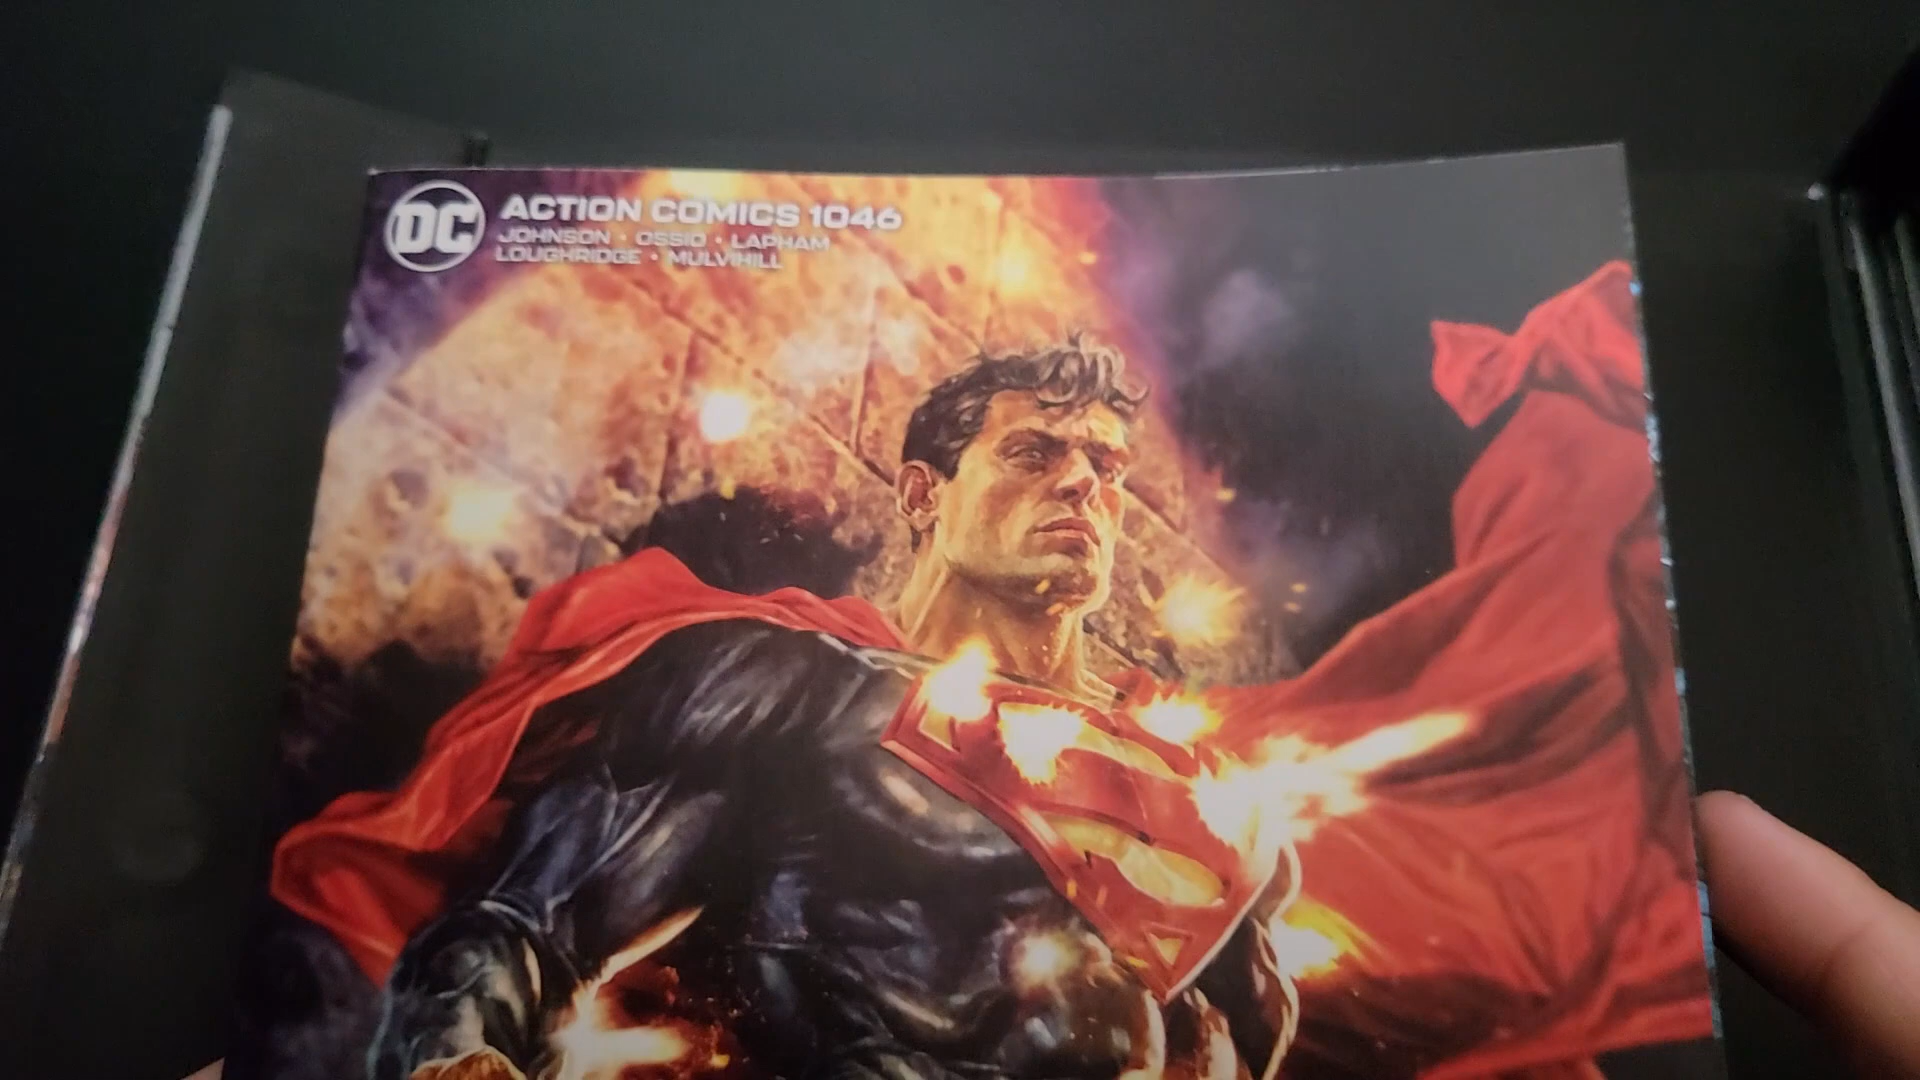 DC
ACTION COMICS 1046
JOHNSON • OSSIO • LAPHAM
LOUGHRIDGE • MULVIHILL